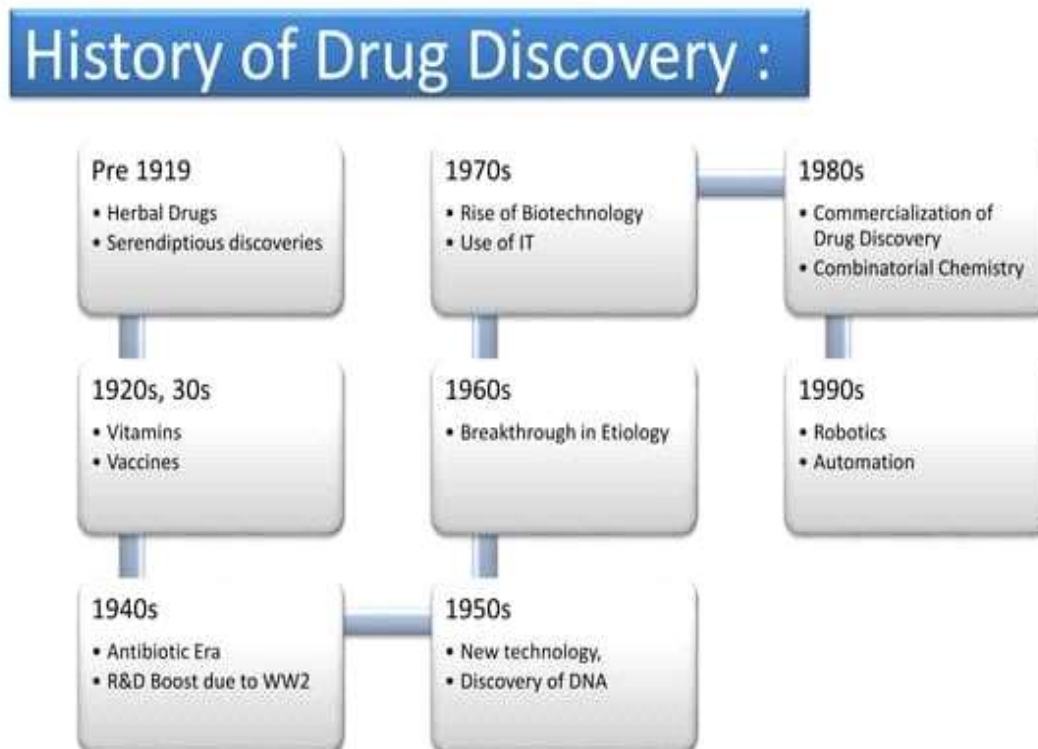 History of Drug Discovery :
Pre 1919
• Herbal Drugs
• Serendiptious discoveries
1920s, 30s
• Vitamins
• Vaccines
1940s
• Antibiotic Era
• R&D Boost due to WW2
1950s
• New technology,
• Discovery of DNA
1960s
• Breakthrough in Etiology
1970s
• Rise of Biotechnology
• Use of IT
1980s
• Commercialization of
Drug Discovery
• Combinatorial Chemistry
1990s
• Robotics
• Automation